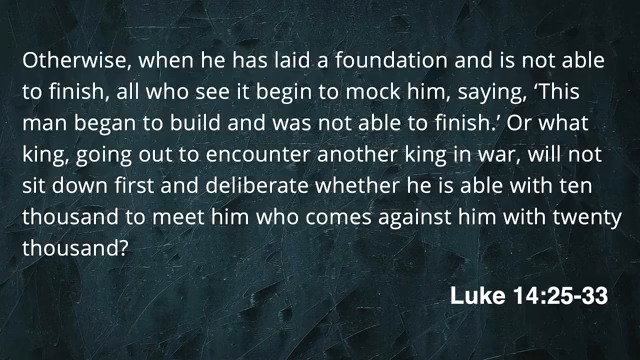 Otherwise, when he has laid a foundation and is not able
to finish, all who see it begin to mock him, saying, ‘This
man began to build and was not able to finish.’ Or what
king, going out to encounter another king in war, will not
sit down first and deliberate whether he is able with ten
thousand to meet him who comes against him with twenty
thousand?
Luke 14:25-33